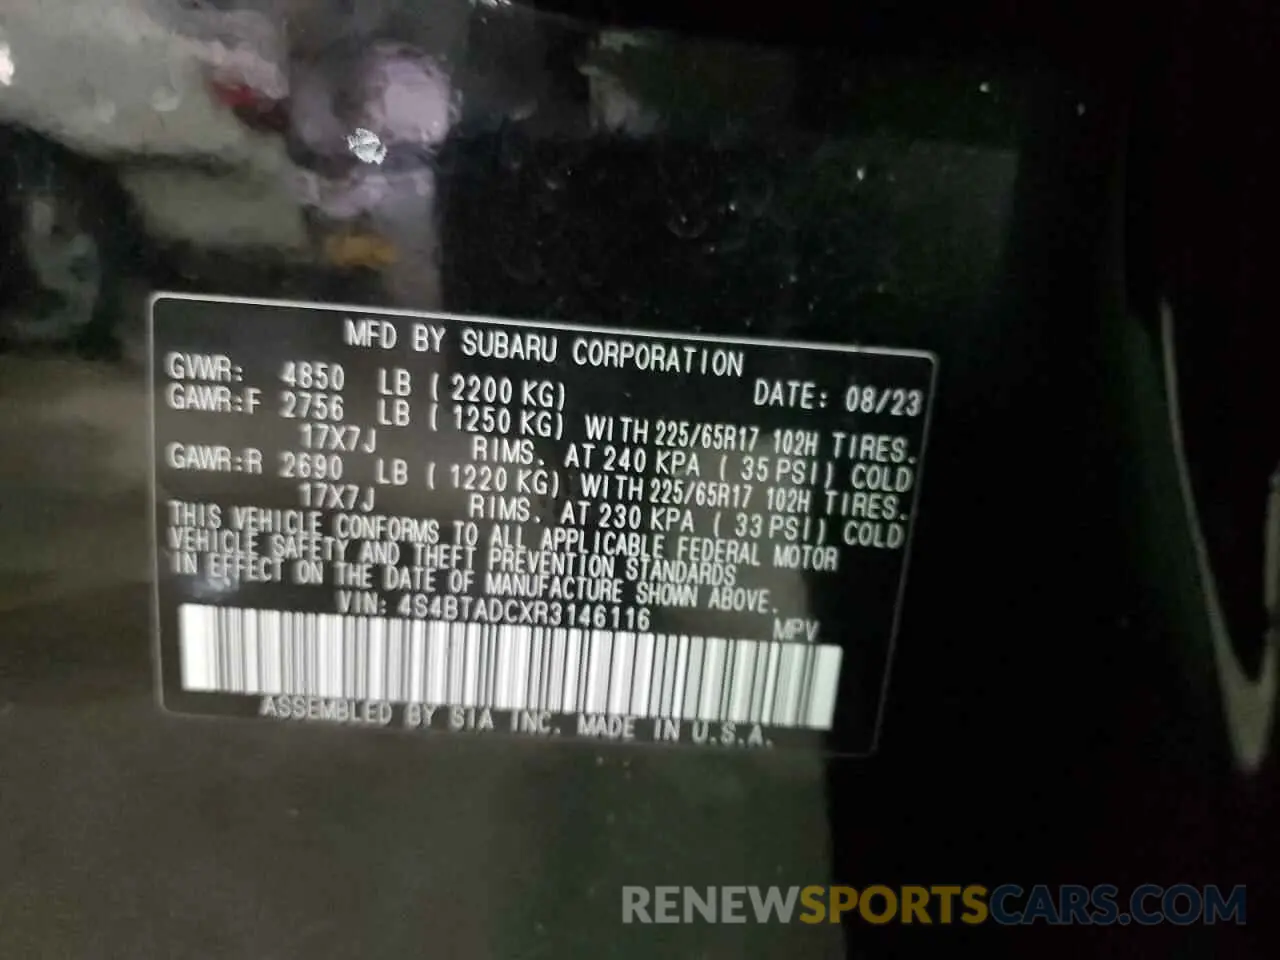 MFD BY SUBARU CORPORATION
GVWR: 4850 LB (2200 KG) DATE: 08/23
GAWR:F 2756 LB (1250 KG) WITH 225/65R17 102H TIRES.
17X7J RIMS. AT 240 KPA (35 PSI) COLD
GAWR:R 2690 LB (1220 KG) WITH 225/65R17 102H TIRES.
17X7J RIMS. AT 230 KPA (33 PSI) COLD
THIS VEHICLE CONFORMS TO ALL APPLICABLE FEDERAL MOTOR
VEHICLE SAFETY AND THEFT PREVENTION STANDARDS
IN EFFECT ON THE DATE OF MANUFACTURE SHOWN ABOVE.
VIN: 4S4BTADCXR3146116 MPV
ASSEMBLED BY SIA INC. MADE IN U.S.A.
RENEWSPORTSCARS.COM